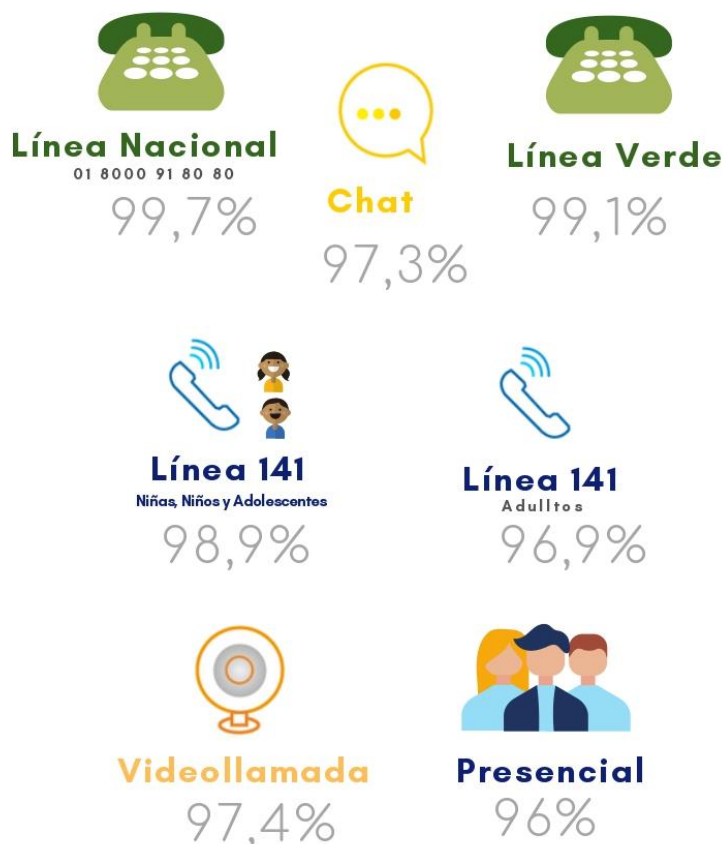 Línea Nacional
01 8000 91 80 80
99,7%
Chat
97,3%
Línea Verde
99,1%
Línea 141
Niñas, Niños y Adolescentes
98,9%
Línea 141
Adulltos
96,9%
Videollamada
97,4%
Presencial
96%